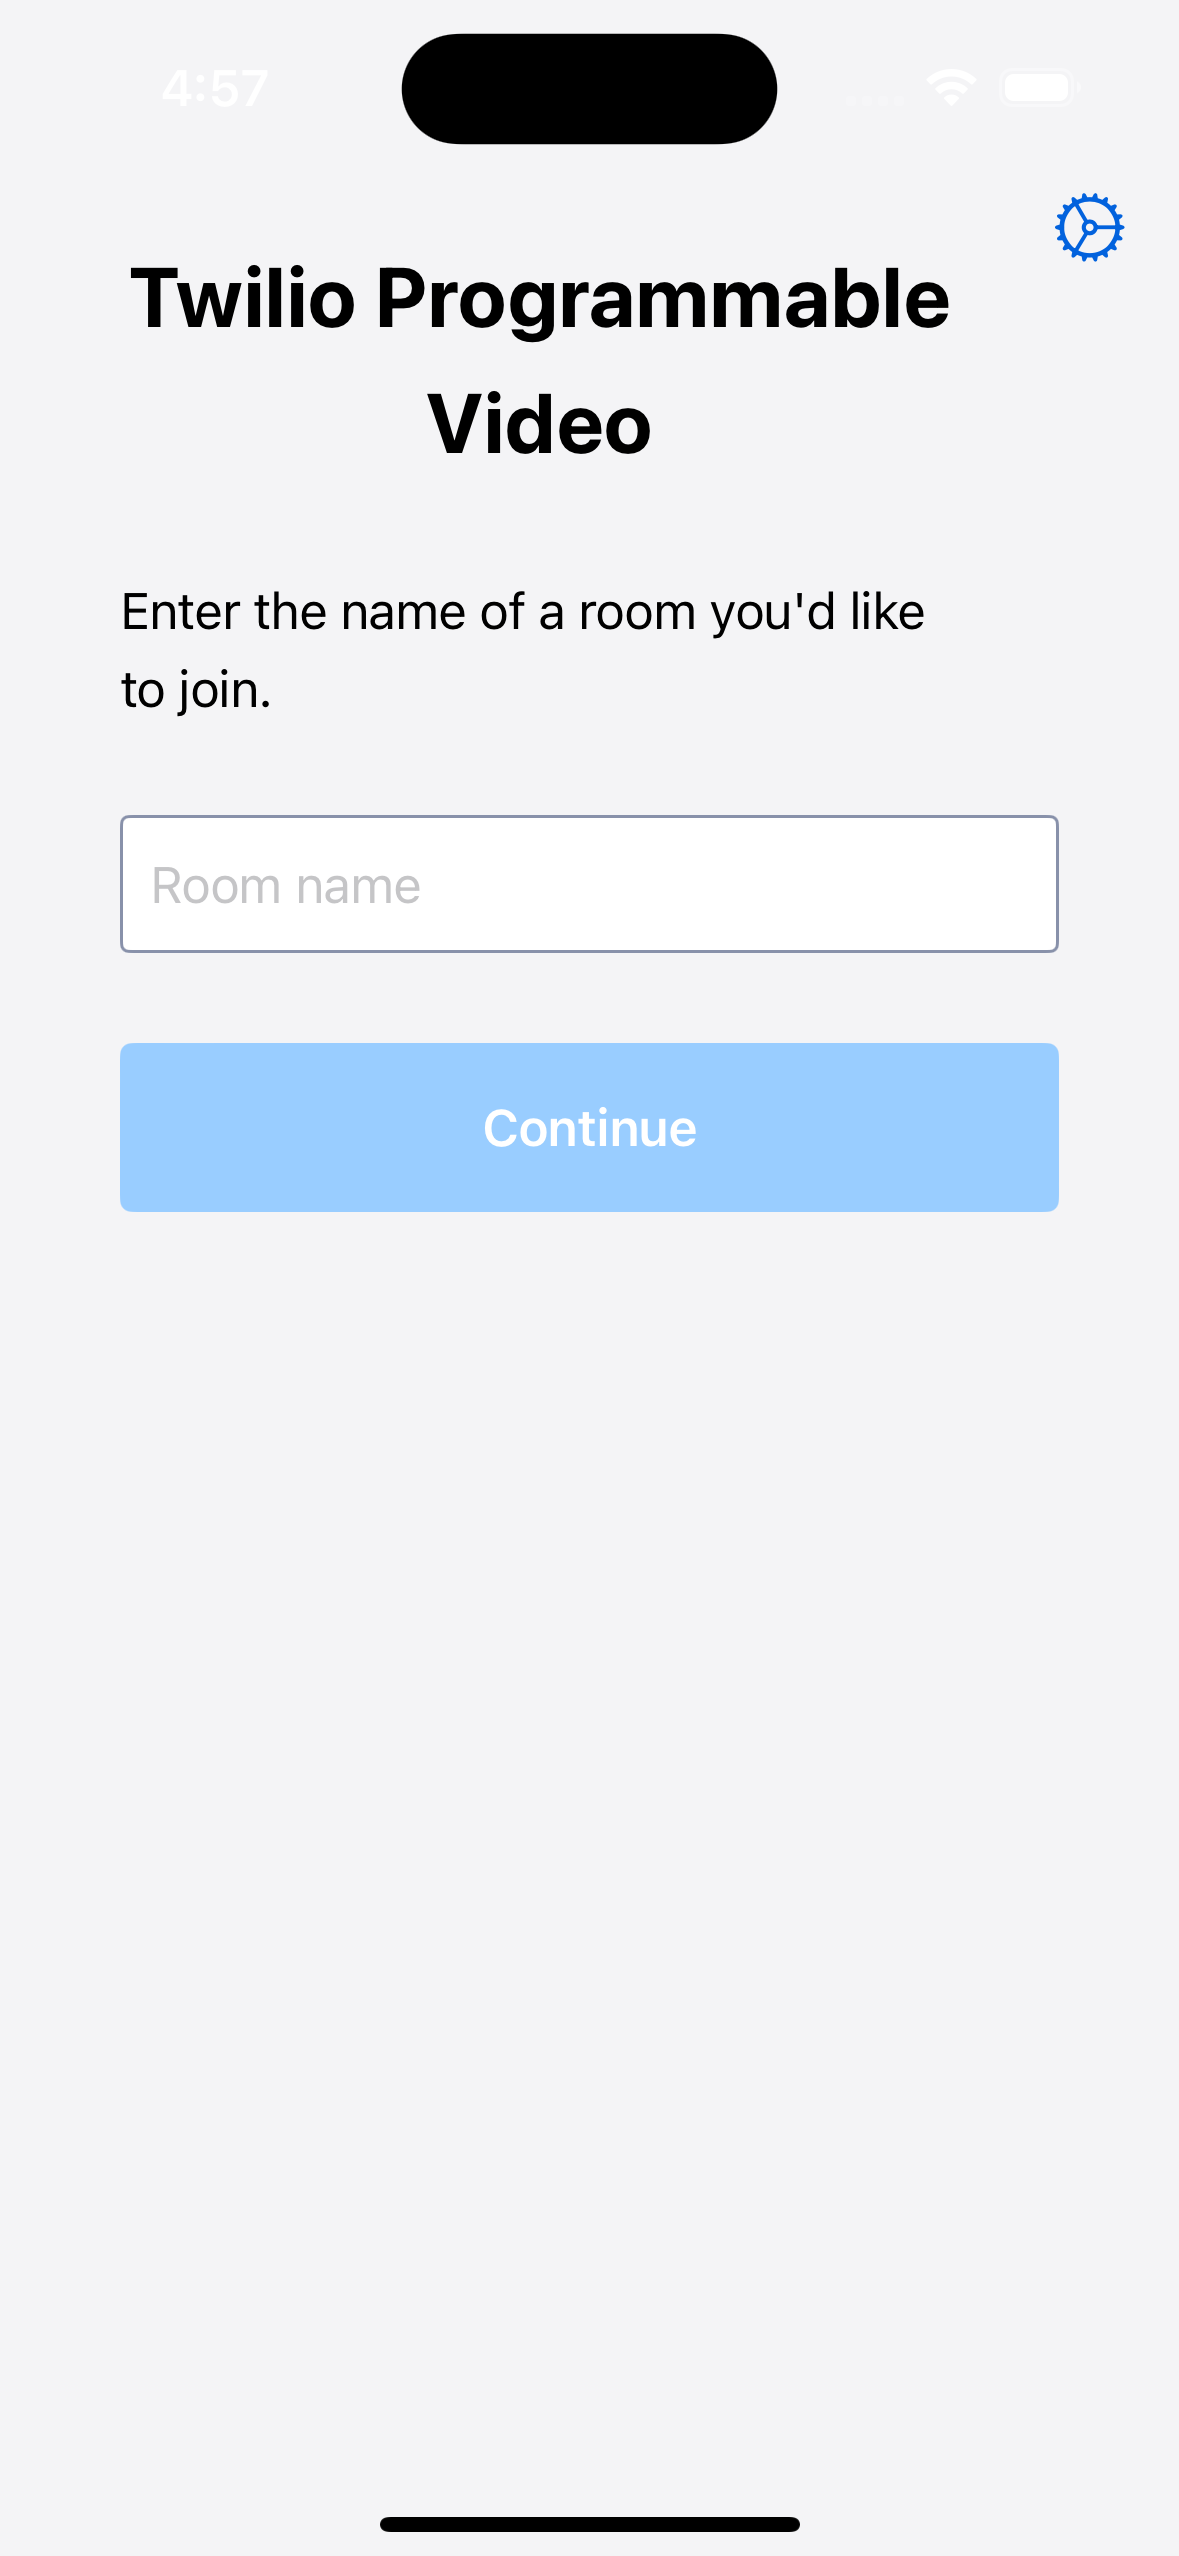 4:57
Twilio Programmable
Video
Enter the name of a room you'd like
to join.
Room name
Continue